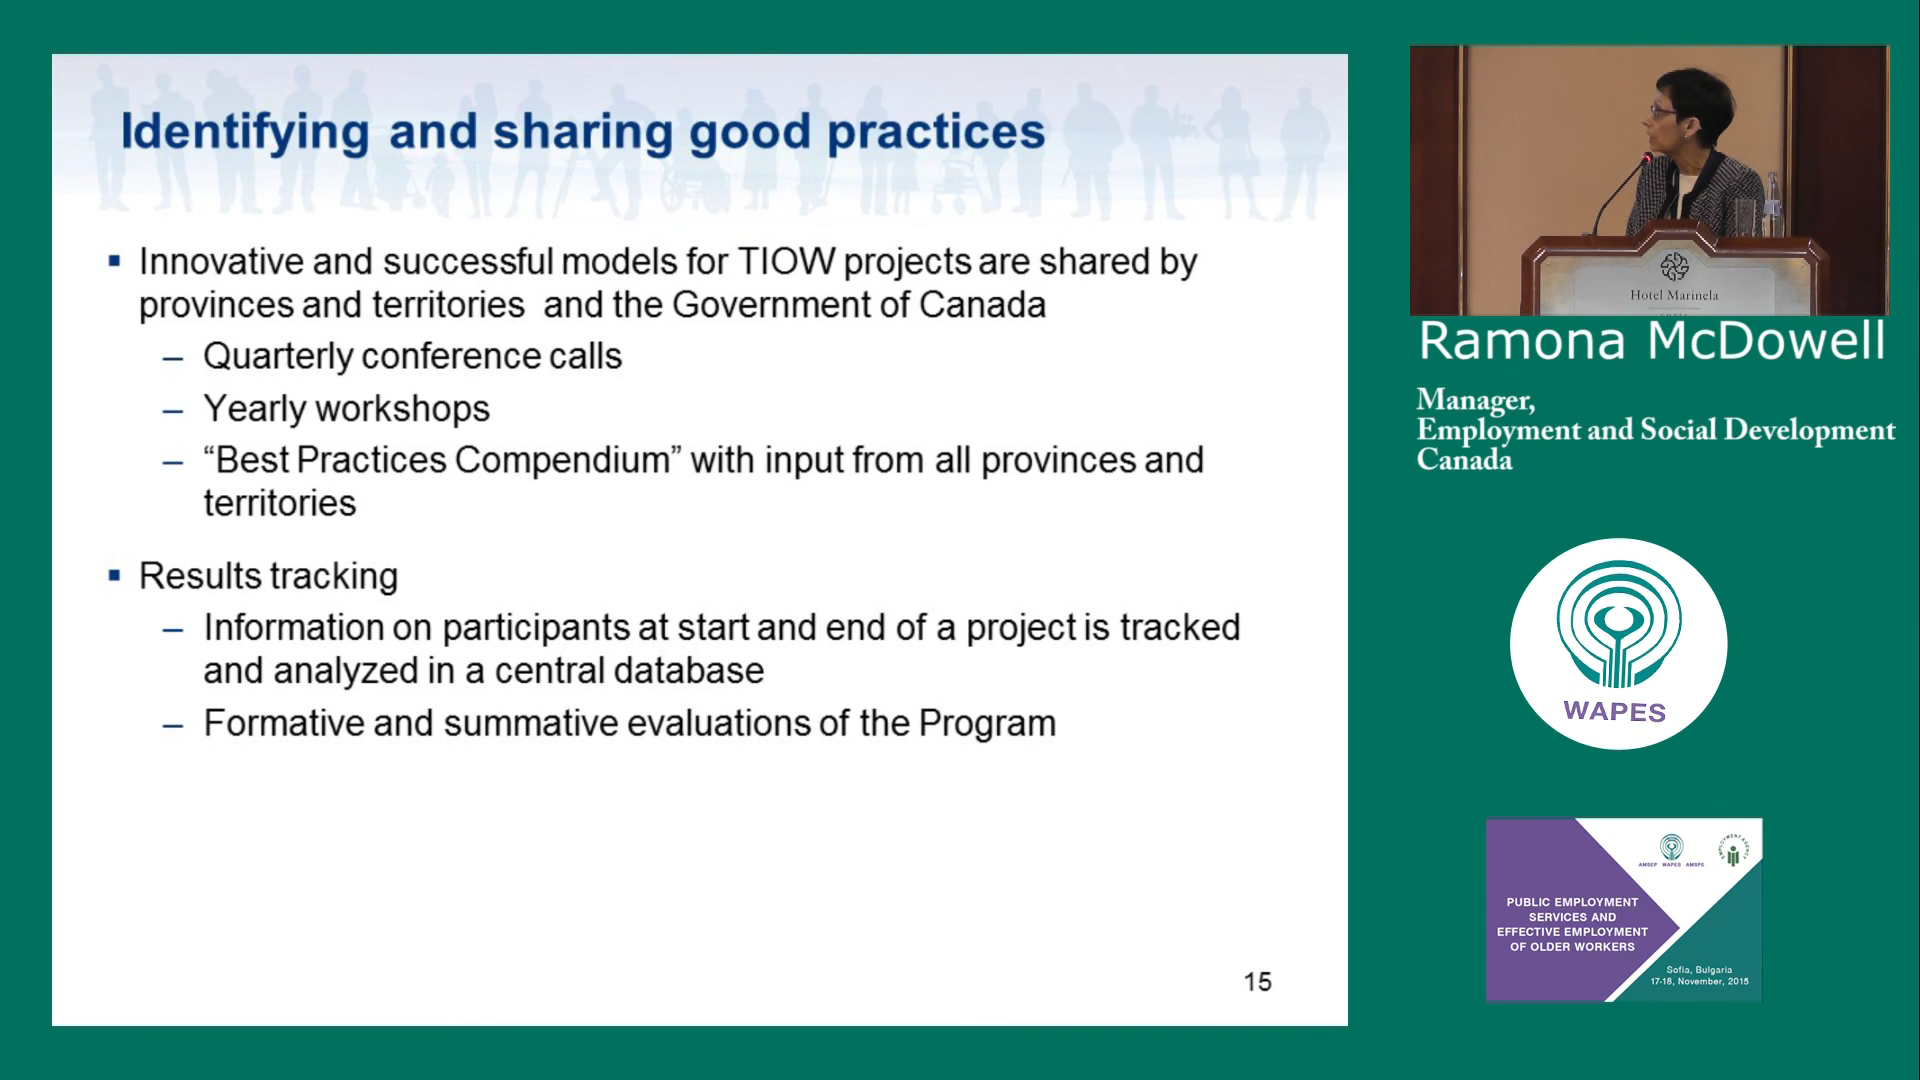 Identifying and sharing good practices
▪ Innovative and successful models for TIOW projects are shared by
provinces and territories and the Government of Canada
– Quarterly conference calls
– Yearly workshops
– “Best Practices Compendium” with input from all provinces and
territories
▪ Results tracking
– Information on participants at start and end of a project is tracked
and analyzed in a central database
– Formative and summative evaluations of the Program
15
Hotel Marinela
Ramona McDowell
Manager,
Employment and Social Development
Canada
WAPES
AMSEP WAPES AMSPE
EMPLOYMENT AGENCY
PUBLIC EMPLOYMENT
SERVICES AND
EFFECTIVE EMPLOYMENT
OF OLDER WORKERS
Sofia, Bulgaria
17-18, November, 2015